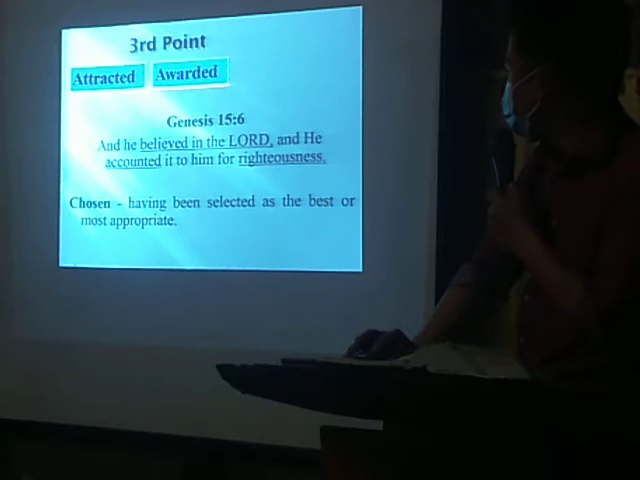 3rd Point
Attracted Awarded
Genesis 15:6
And he believed in the LORD, and He
accounted it to him for righteousness.
Chosen - having been selected as the best or
most appropriate.